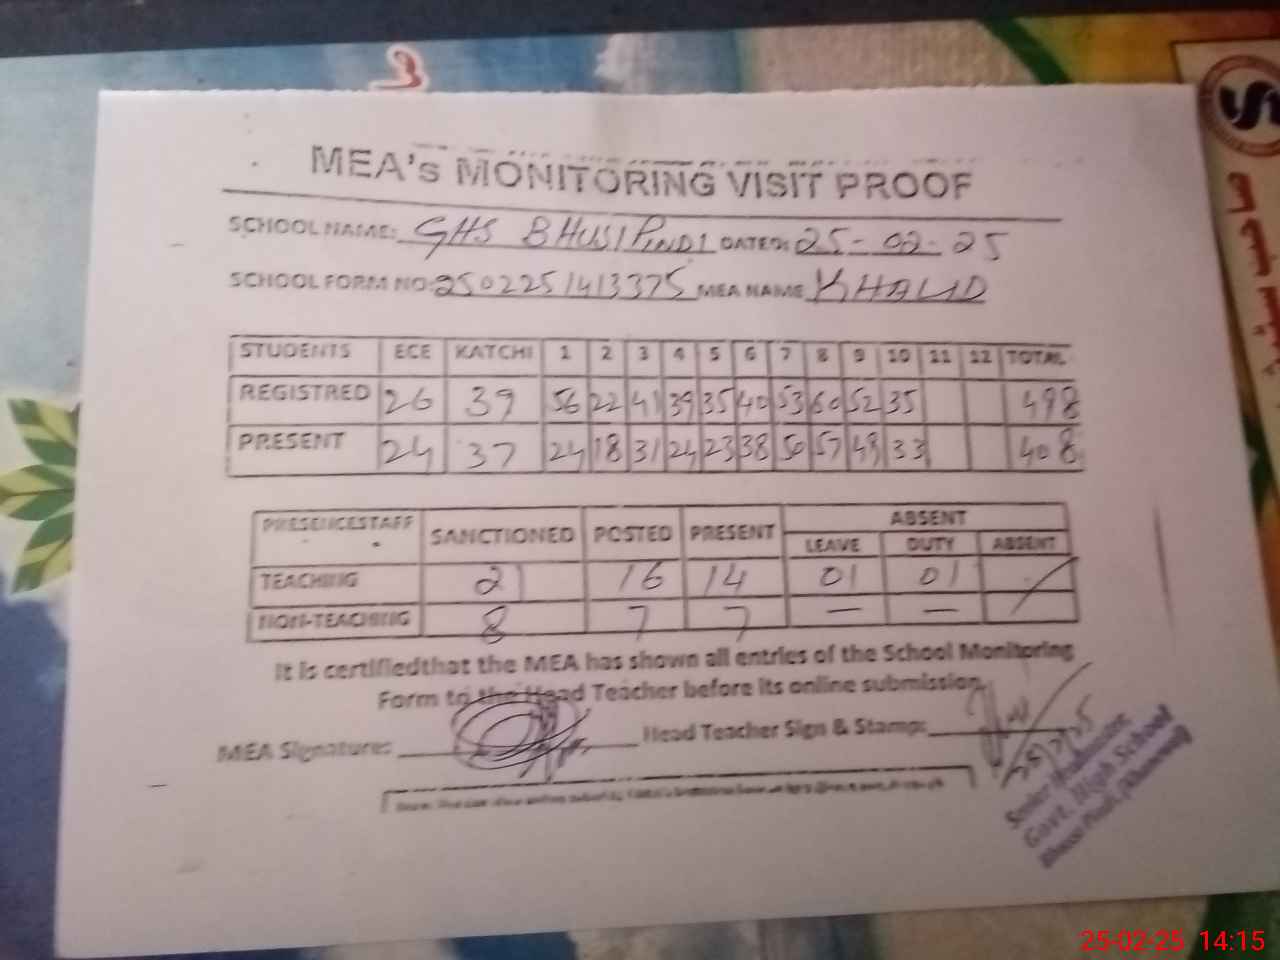 MEA's MONITORING VISIT PROOF
SCHOOL NAME: GHS BHUSI PINDI DATED: 25-02-25
SCHOOL FORM NO: 2502251413375 MEA NAME KHALID
STUDENTS ECE KATCHI 1 2 3 4 5 6 7 8 9 10 11 12 TOTAL
REGISTRED 26 39 56 22 41 39 35 40 53 60 52 35 498
PRESENT 24 37 24 18 31 24 23 38 50 57 49 33 408
PRESENCESTAFF SANCTIONED POSTED PRESENT ABSENT
LEAVE DUTY ABSENT
TEACHING 21 16 14 01 01
NON-TEACHING 8 7 7 — —
It is certifiedthat the MEA has shown all entries of the School Monitoring
Form to the Head Teacher before its online submission.
MEA Signature: Head Teacher Sign & Stamp:
Senior Headmaster
Govt. High School
25-02-25 14:15